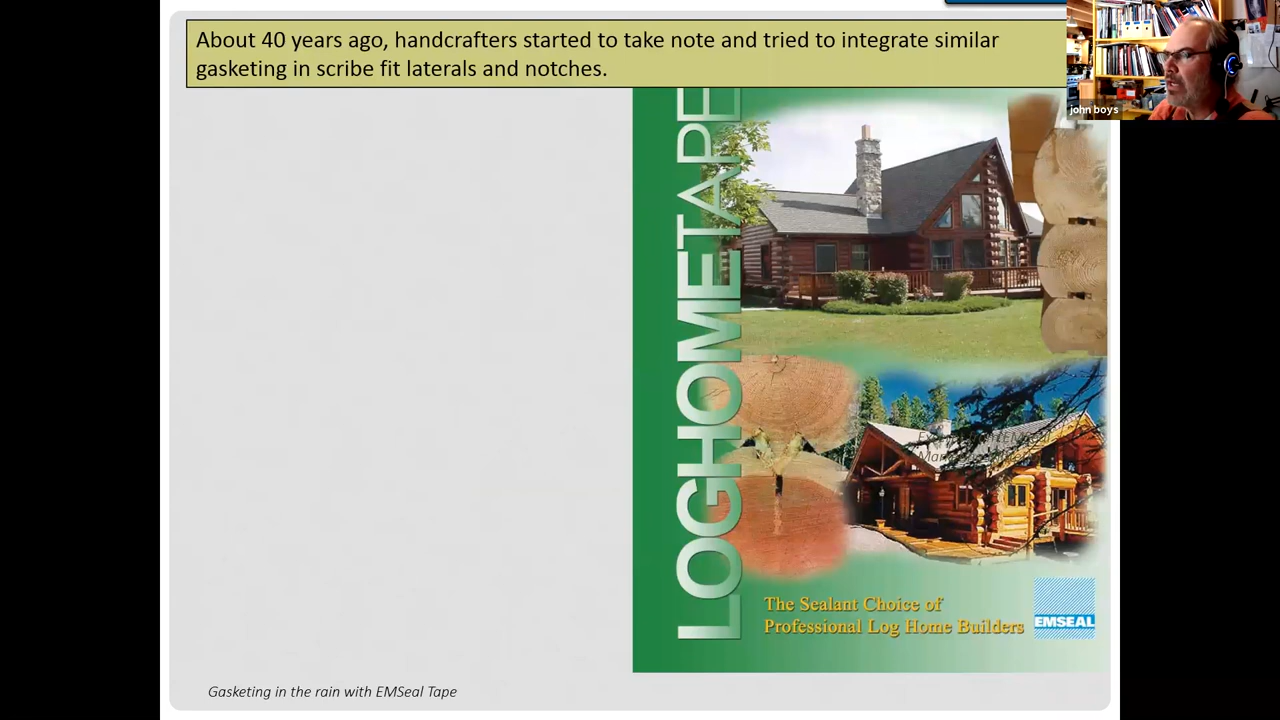 About 40 years ago, handcrafters started to take note and tried to integrate similar
gasketing in scribe fit laterals and notches.
john boys
LOGHOMETAPE
The Sealant Choice of
Professional Log Home Builders
EMSEAL
Gasketing in the rain with EMSeal Tape